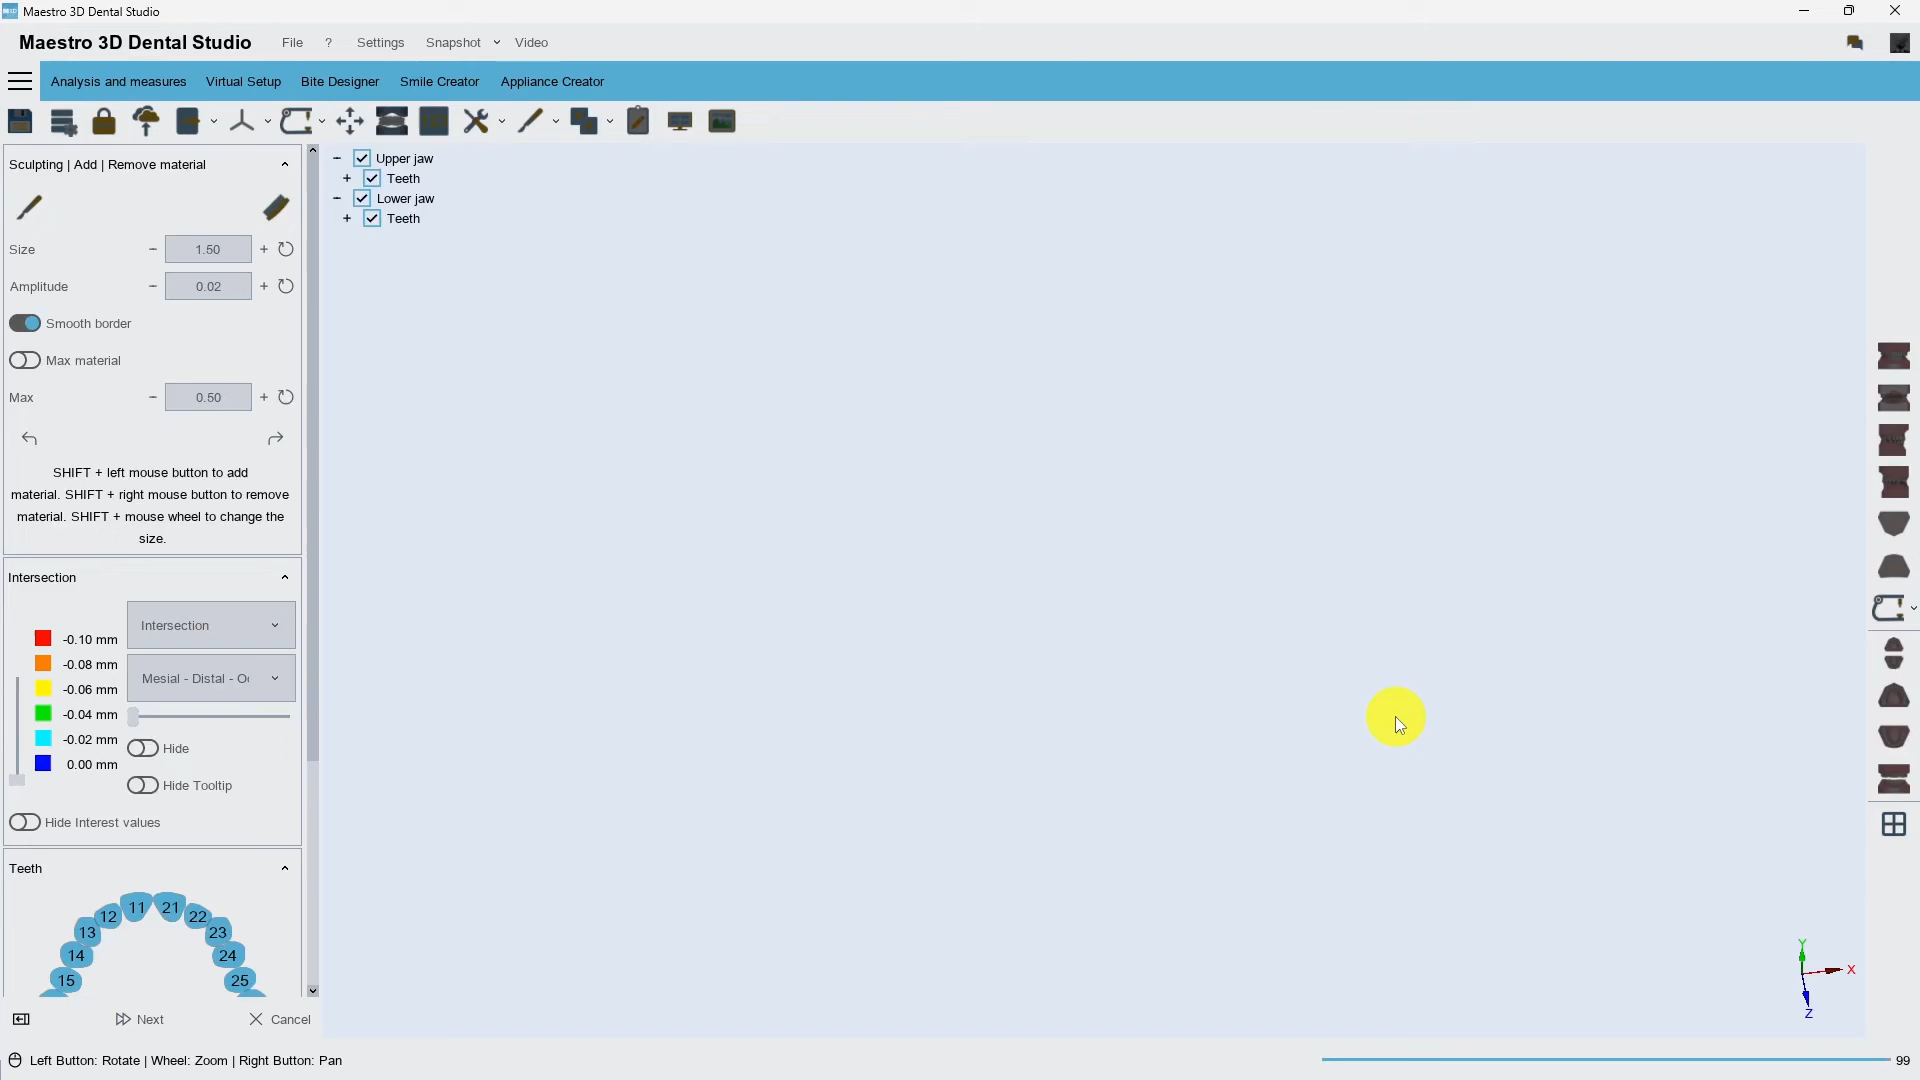 Maestro 3D Dental Studio
Maestro 3D Dental Studio File ? Settings Snapshot Video
Analysis and measures Virtual Setup Bite Designer Smile Creator Appliance Creator
Sculpting | Add | Remove material
Size - 1.50 +
Amplitude - 0.02 +
Smooth border
Max material
Max - 0.50 +
SHIFT + left mouse button to add
material. SHIFT + right mouse button to remove
material. SHIFT + mouse wheel to change the
size.
Intersection
Intersection
-0.10 mm
-0.08 mm
Mesial - Distal - Oc
-0.06 mm
-0.04 mm
-0.02 mm
0.00 mm
Hide
Hide Tooltip
Hide Interest values
Teeth
11 21
12 22
13 23
14 24
15 25
Next Cancel
- Upper jaw
+ Teeth
- Lower jaw
+ Teeth
Y
X
Z
Left Button: Rotate | Wheel: Zoom | Right Button: Pan
99